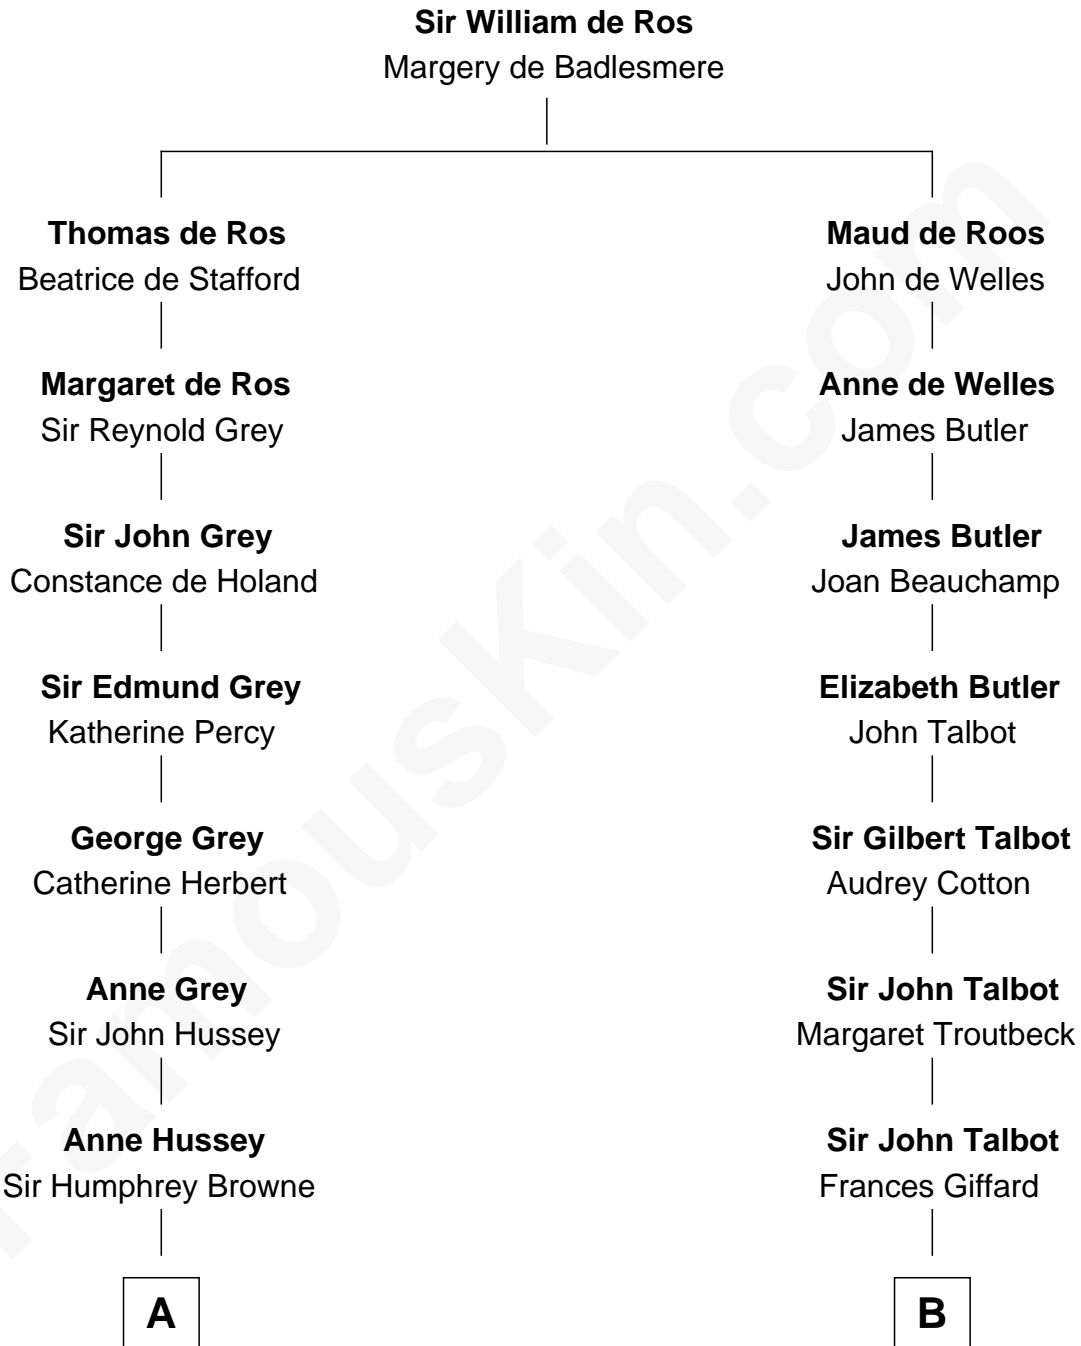 Sir William de Ros
Margery de Badlesmere
Thomas de Ros
Beatrice de Stafford
Maud de Roos
John de Welles
Margaret de Ros
Sir Reynold Grey
Anne de Welles
James Butler
Sir John Grey
Constance de Holand
James Butler
Joan Beauchamp
Sir Edmund Grey
Katherine Percy
Elizabeth Butler
John Talbot
George Grey
Catherine Herbert
Sir Gilbert Talbot
Audrey Cotton
Anne Grey
Sir John Hussey
Sir John Talbot
Margaret Troutbeck
Anne Hussey
Sir Humphrey Browne
Sir John Talbot
Frances Giffard
A
B
FamousKin.com